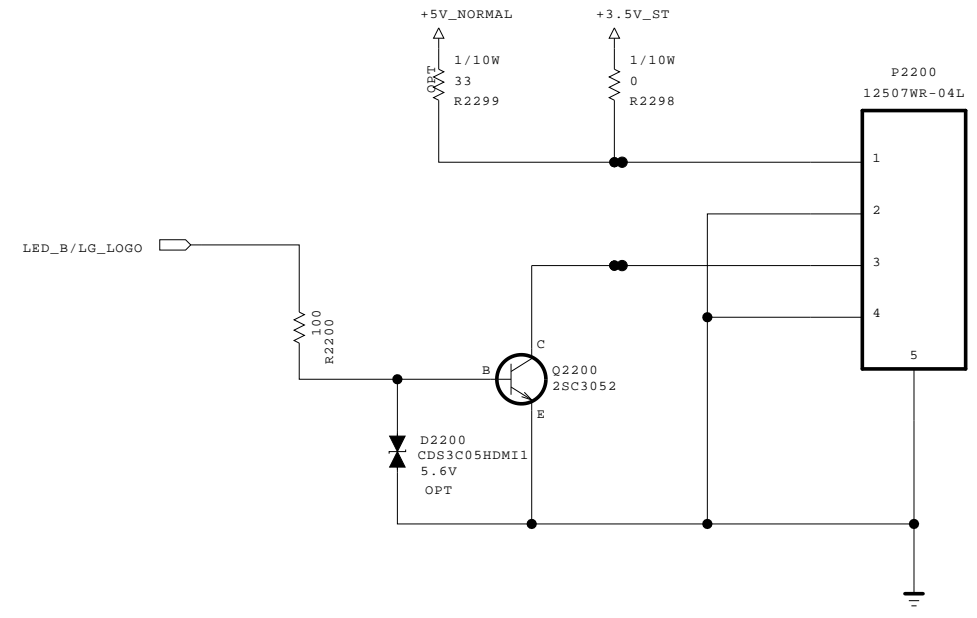 +5V_NORMAL
+3.5V_ST
OPT
1/10W
33
R2299
1/10W
0
R2298
P2200
12507WR-04L
1
2
3
4
5
LED_B/LG_LOGO
100
R2200
C
B
E
Q2200
2SC3052
D2200
CDS3C05HDMI1
5.6V
OPT